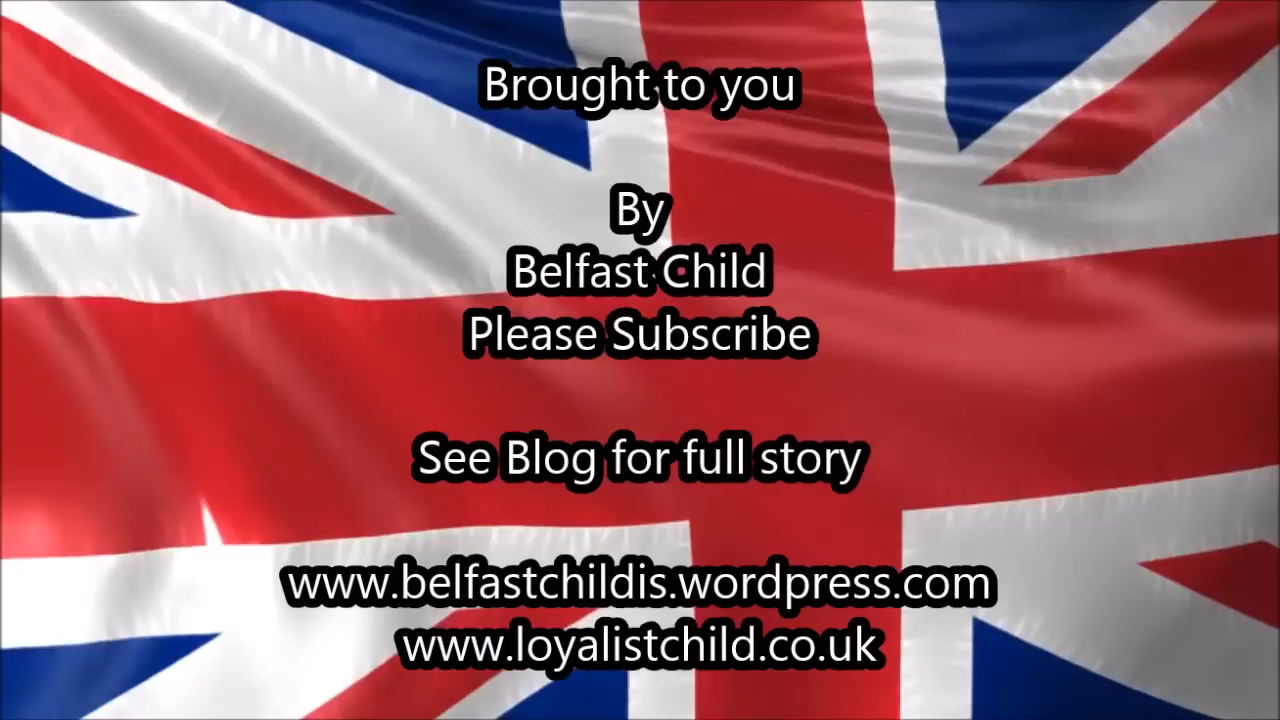 Brought to you
By
Belfast Child
Please Subscribe
See Blog for full story
www.belfastchildis.wordpress.com
www.loyalistchild.co.uk